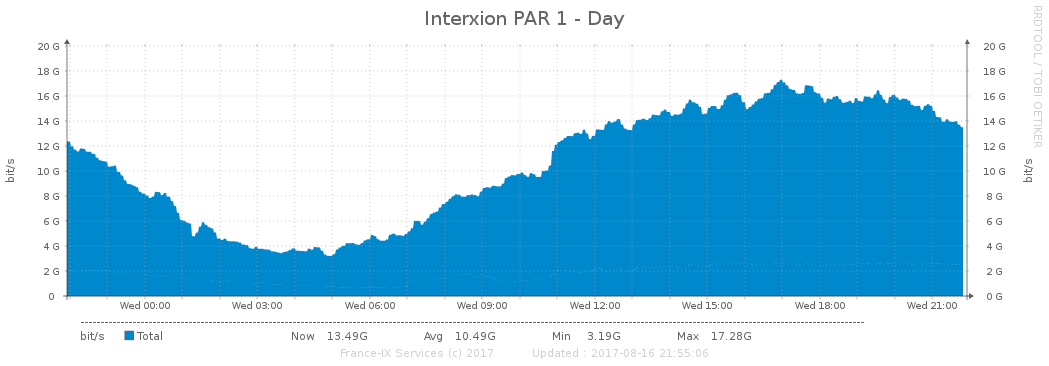 Interxion PAR 1 - Day
RRDTOOL / TOBI OETIKER
bit/s
20 G 20 G
18 G 18 G
16 G 16 G
14 G 14 G
12 G 12 G
10 G 10 G
8 G 8 G
6 G 6 G
4 G 4 G
2 G 2 G
0 0 G
bit/s
Wed 00:00 Wed 03:00 Wed 06:00 Wed 09:00 Wed 12:00 Wed 15:00 Wed 18:00 Wed 21:00
bit/s Total Now 13.49G Avg 10.49G Min 3.19G Max 17.28G
France-IX Services (c) 2017 Updated : 2017-08-16 21:55:06